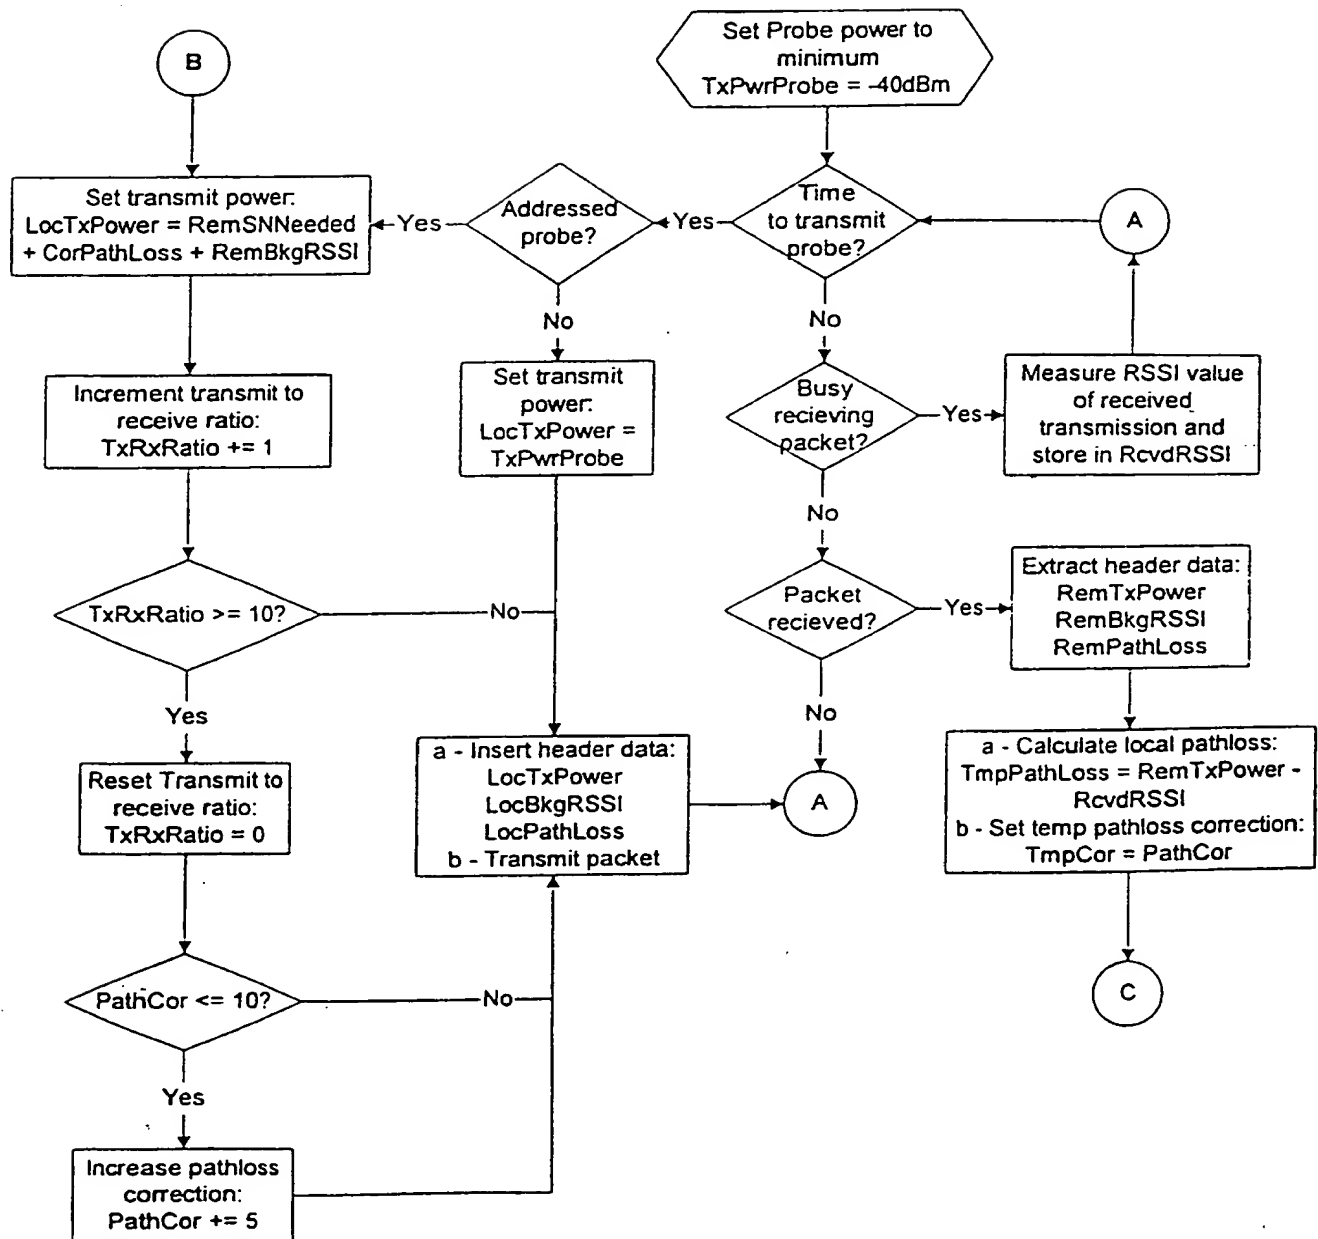 B
Set Probe power to
minimum
TxPwrProbe = -40dBm
Set transmit power:
LocTxPower = RemSNNeeded
+ CorPathLoss + RemBkgRSSI
Yes
Addressed
probe?
Yes
Time
to transmit
probe?
A
No
No
Increment transmit to
receive ratio:
TxRxRatio += 1
Set transmit
power:
LocTxPower =
TxPwrProbe
Busy
recieving
packet?
Yes
Measure RSSI value
of received
transmission and
store in RcvdRSSI
No
TxRxRatio >= 10?
No
Packet
recieved?
Yes
Extract header data:
RemTxPower
RemBkgRSSI
RemPathLoss
Yes
No
Reset Transmit to
receive ratio:
TxRxRatio = 0
a - Insert header data:
LocTxPower
LocBkgRSSI
LocPathLoss
b - Transmit packet
A
a - Calculate local pathloss:
TmpPathLoss = RemTxPower -
RcvdRSSI
b - Set temp pathloss correction:
TmpCor = PathCor
PathCor <= 10?
No
C
Yes
Increase pathloss
correction:
PathCor += 5